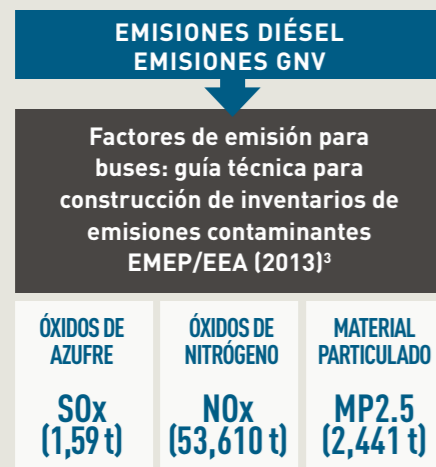 EMISIONES DIÉSEL
EMISIONES GNV
Factores de emisión para
buses: guía técnica para
construcción de inventarios de
emisiones contaminantes
EMEP/EEA (2013)³
ÓXIDOS DE
AZUFRE
SOx
(1,59 t)
ÓXIDOS DE
NITRÓGENO
NOx
(53,610 t)
MATERIAL
PARTICULADO
MP2.5
(2,441 t)